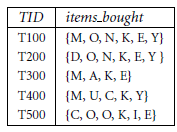 TID items_bought
T100 {M, O, N, K, E, Y}
T200 {D, O, N, K, E, Y }
T300 {M, A, K, E}
T400 {M, U, C, K, Y}
T500 {C, O, O, K, I, E}